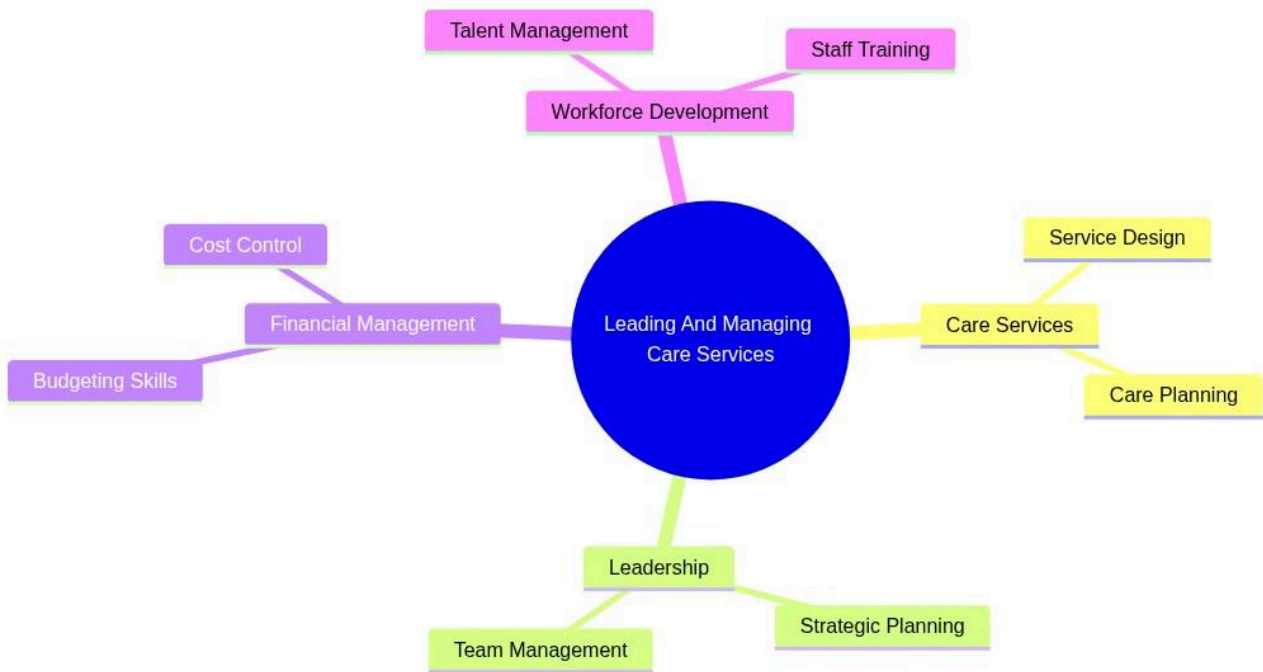 Talent Management
Staff Training
Workforce Development
Cost Control
Service Design
Financial Management
Leading And Managing
Care Services
Care Services
Budgeting Skills
Care Planning
Leadership
Team Management
Strategic Planning